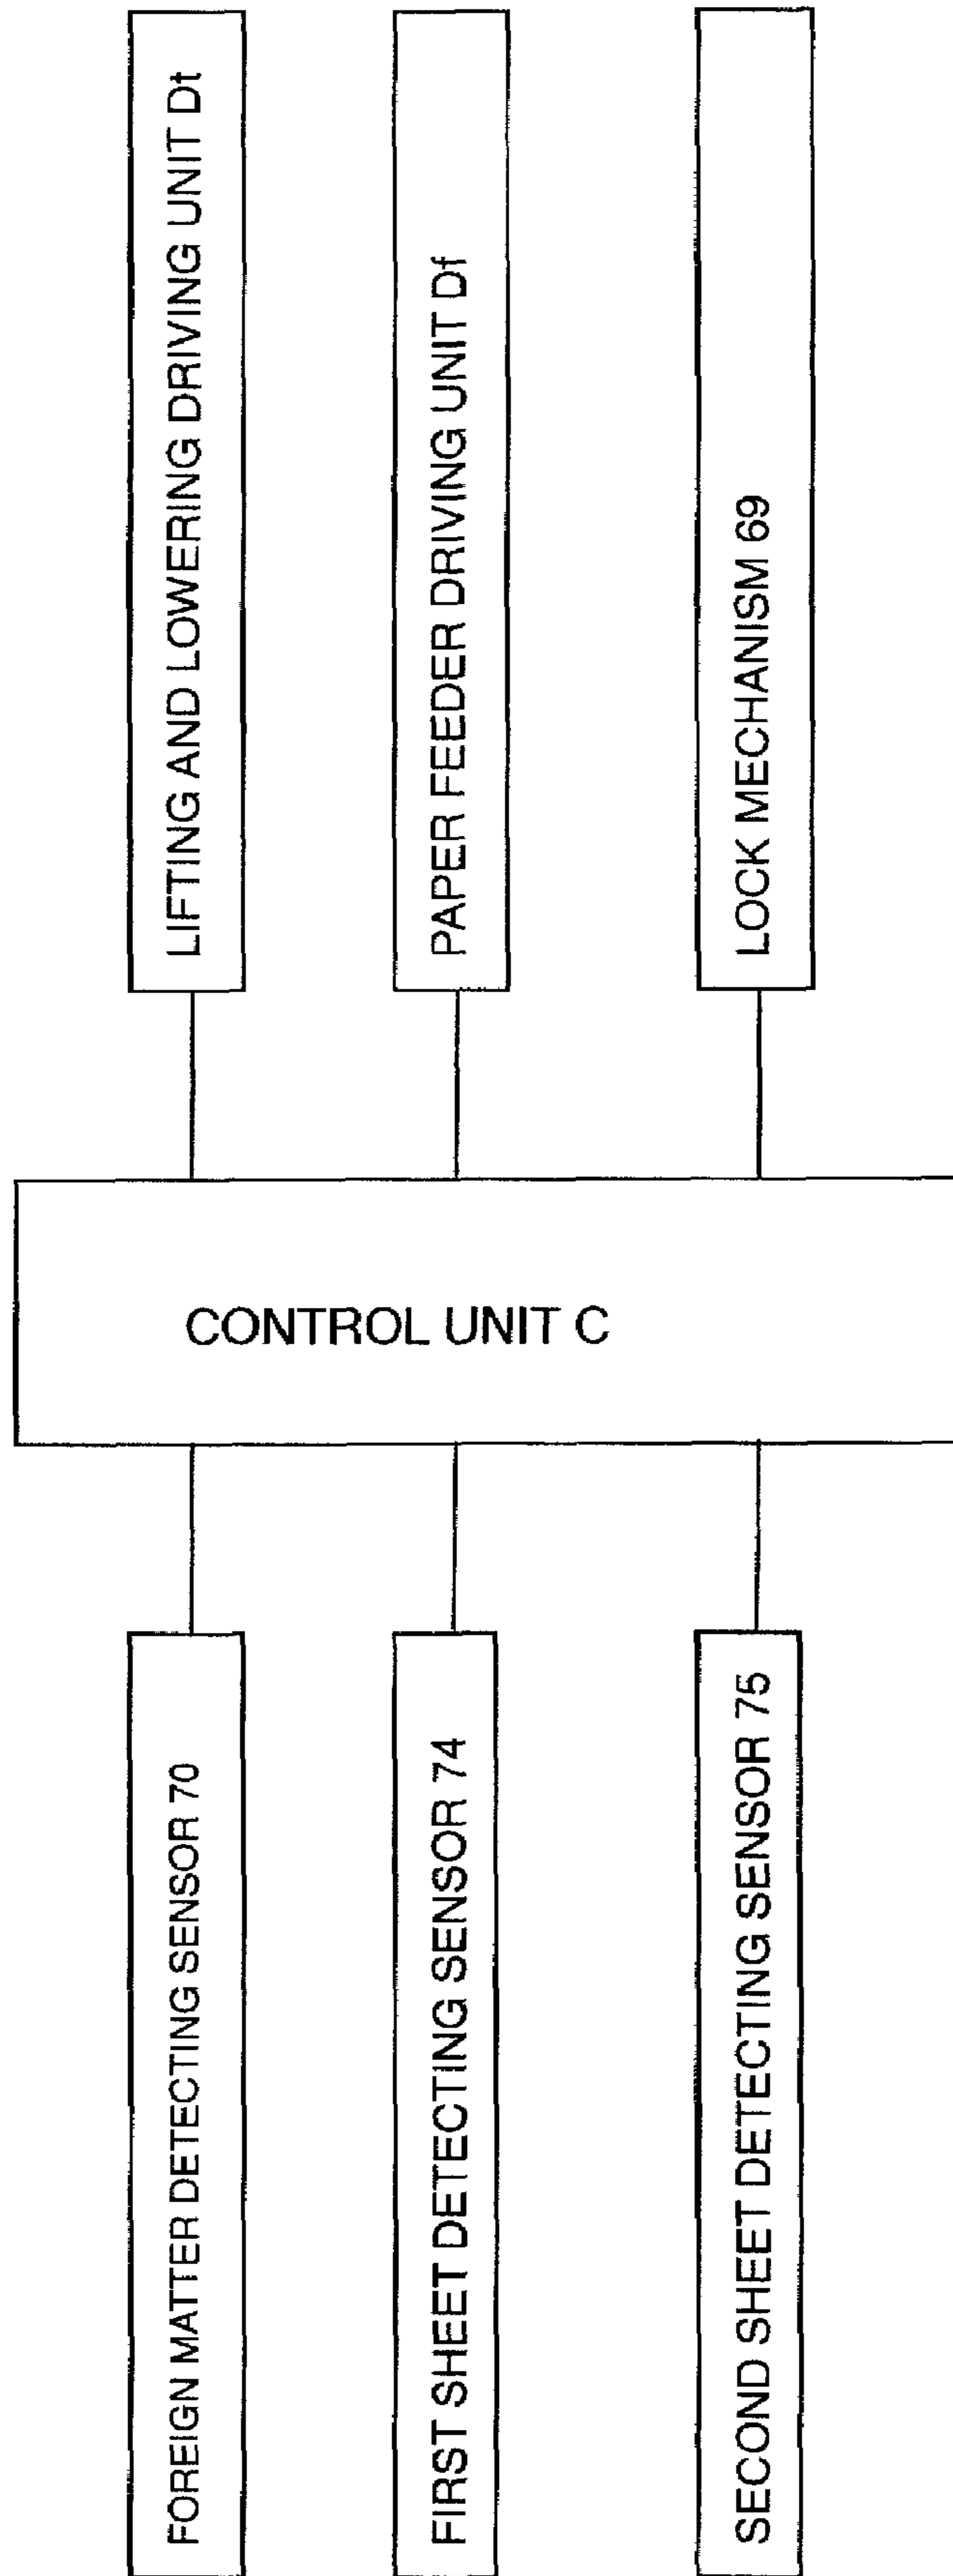 FOREIGN MATTER DETECTING SENSOR 70
FIRST SHEET DETECTING SENSOR 74
SECOND SHEET DETECTING SENSOR 75
CONTROL UNIT C
LIFTING AND LOWERING DRIVING UNIT Dt
PAPER FEEDER DRIVING UNIT Df
LOCK MECHANISM 69